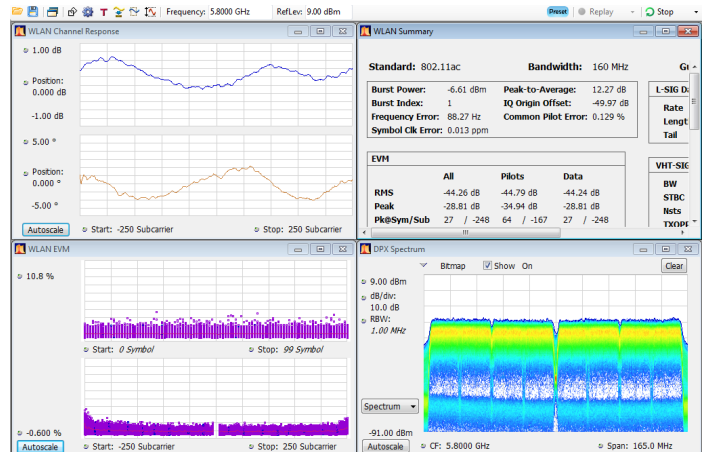 Frequency: 5.8000 GHz RefLev: 9.00 dBm Preset Replay Stop
WLAN Channel Response
1.00 dB
Position:
0.000 dB
-1.00 dB
5.00 °
Position:
0.000 °
-5.00 °
Autoscale Start: -250 Subcarrier Stop: 250 Subcarrier
WLAN Summary
Standard: 802.11ac Bandwidth: 160 MHz Gu
Burst Power: -6.61 dBm Peak-to-Average: 12.27 dB L-SIG Da
Burst Index: 1 IQ Origin Offset: -49.97 dB Rate
Frequency Error: 88.27 Hz Common Pilot Error: 0.129 % Lengt
Symbol Clk Error: 0.013 ppm Tail
EVM VHT-SIG
All Pilots Data BW
RMS -44.26 dB -44.79 dB -44.24 dB STBC
Peak -28.81 dB -34.94 dB -28.81 dB Nsts
Pk@Sym/Sub 27 / -248 64 / -167 27 / -248 TXOPP
WLAN EVM
10.8 %
Start: 0 Symbol Stop: 99 Symbol
-0.600 %
Autoscale Start: -250 Subcarrier Stop: 250 Subcarrier
DPX Spectrum
Bitmap Show On Clear
9.00 dBm
dB/div:
10.0 dB
RBW:
1.00 MHz
Spectrum
-91.00 dBm
Autoscale CF: 5.8000 GHz Span: 165.0 MHz